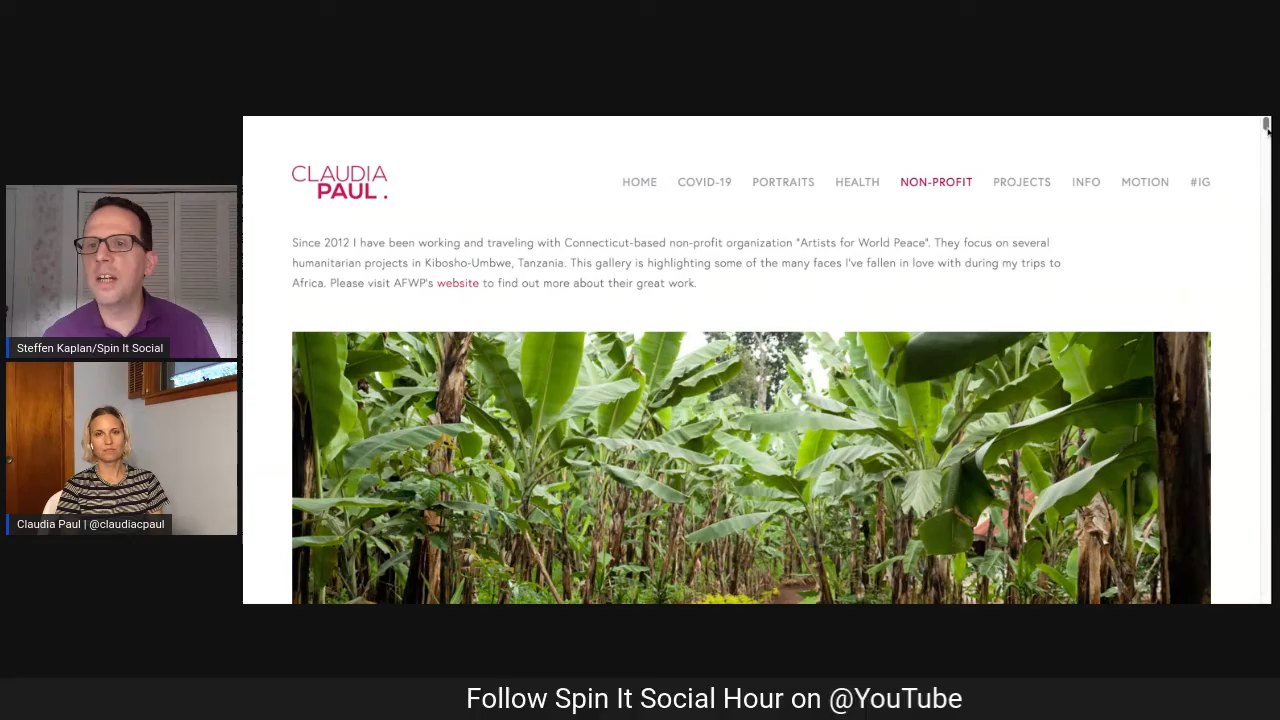 CLAUDIA
PAUL .
HOME COVID-19 PORTRAITS HEALTH NON-PROFIT PROJECTS INFO MOTION #IG
Since 2012 I have been working and traveling with Connecticut-based non-profit organization "Artists for World Peace". They focus on several
humanitarian projects in Kibosho-Umbwe, Tanzania. This gallery is highlighting some of the many faces I've fallen in love with during my trips to
Africa. Please visit AFWP's website to find out more about their great work.
Steffen Kaplan/Spin It Social
Claudia Paul | @claudiacpaul
Follow Spin It Social Hour on @YouTube